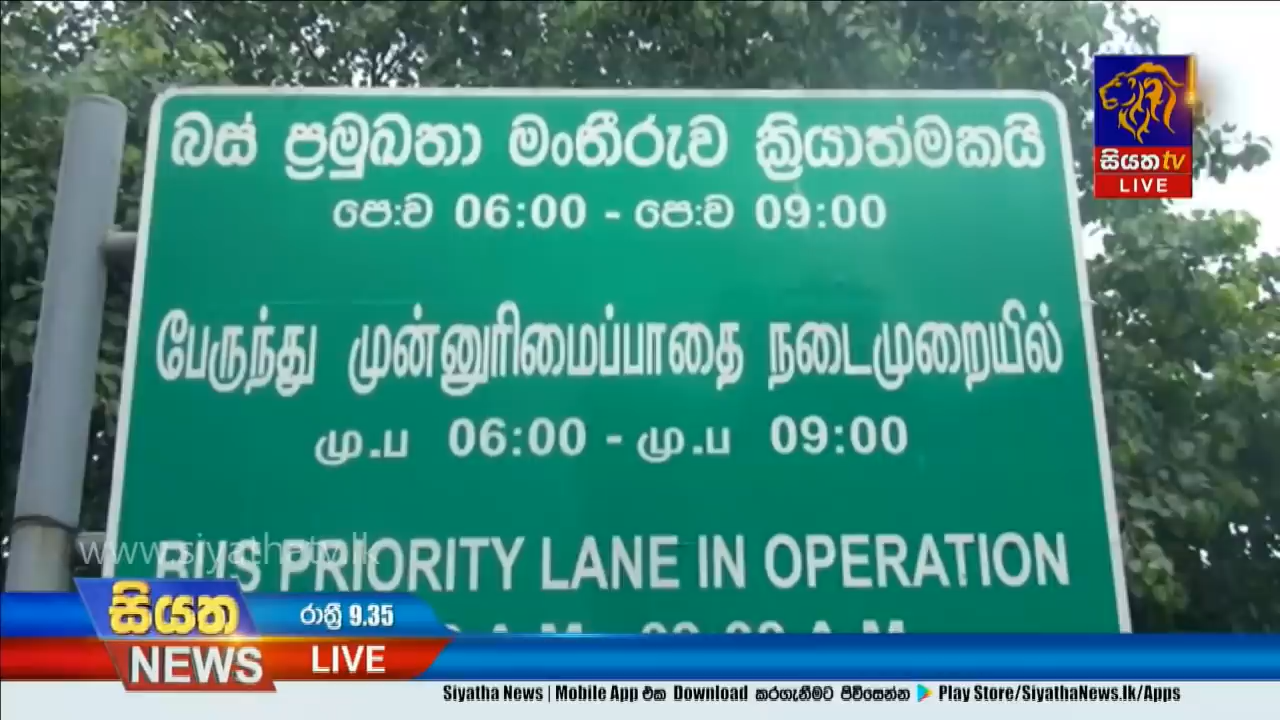 බස් ප්‍රමුඛතා මංතීරුව ක්‍රියාත්මකයි
සියත tv
LIVE
පෙ:ව 06:00 - පෙ:ව 09:00
பேருந்து முன்னுரிமைப்பாதை நடைமுறையில்
மு.ப 06:00 - மு.ப 09:00
BUS PRIORITY LANE IN OPERATION
www.siyathatv.lk
සියත
රාත්‍රී 9.35
NEWS
LIVE
Siyatha News | Mobile App එක Download කරගැනීමට පිවිසෙන්න Play Store/SiyathaNews.lk/Apps